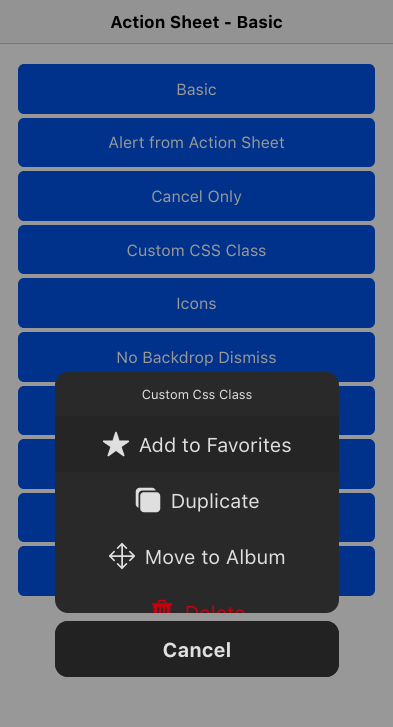 Action Sheet - Basic
Basic
Alert from Action Sheet
Cancel Only
Custom CSS Class
Icons
No Backdrop Dismiss
Custom Css Class
Add to Favorites
Duplicate
Move to Album
Delete
Cancel